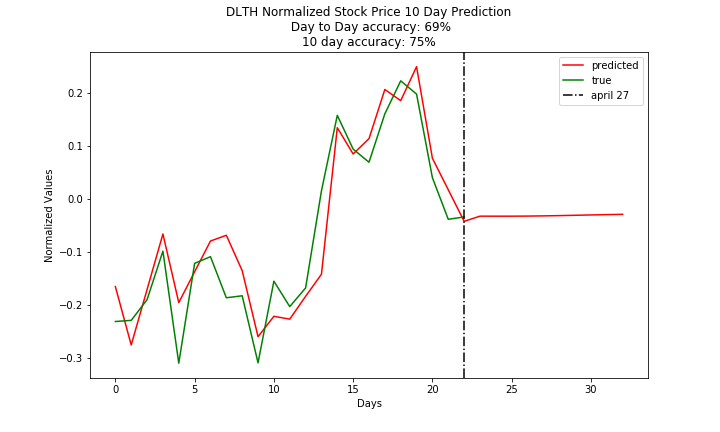 DLTH Normalized Stock Price 10 Day Prediction
Day to Day accuracy: 69%
10 day accuracy: 75%
predicted
true
april 27
Normalized Values
0.2
0.1
0.0
−0.1
−0.2
−0.3
0 5 10 15 20 25 30
Days